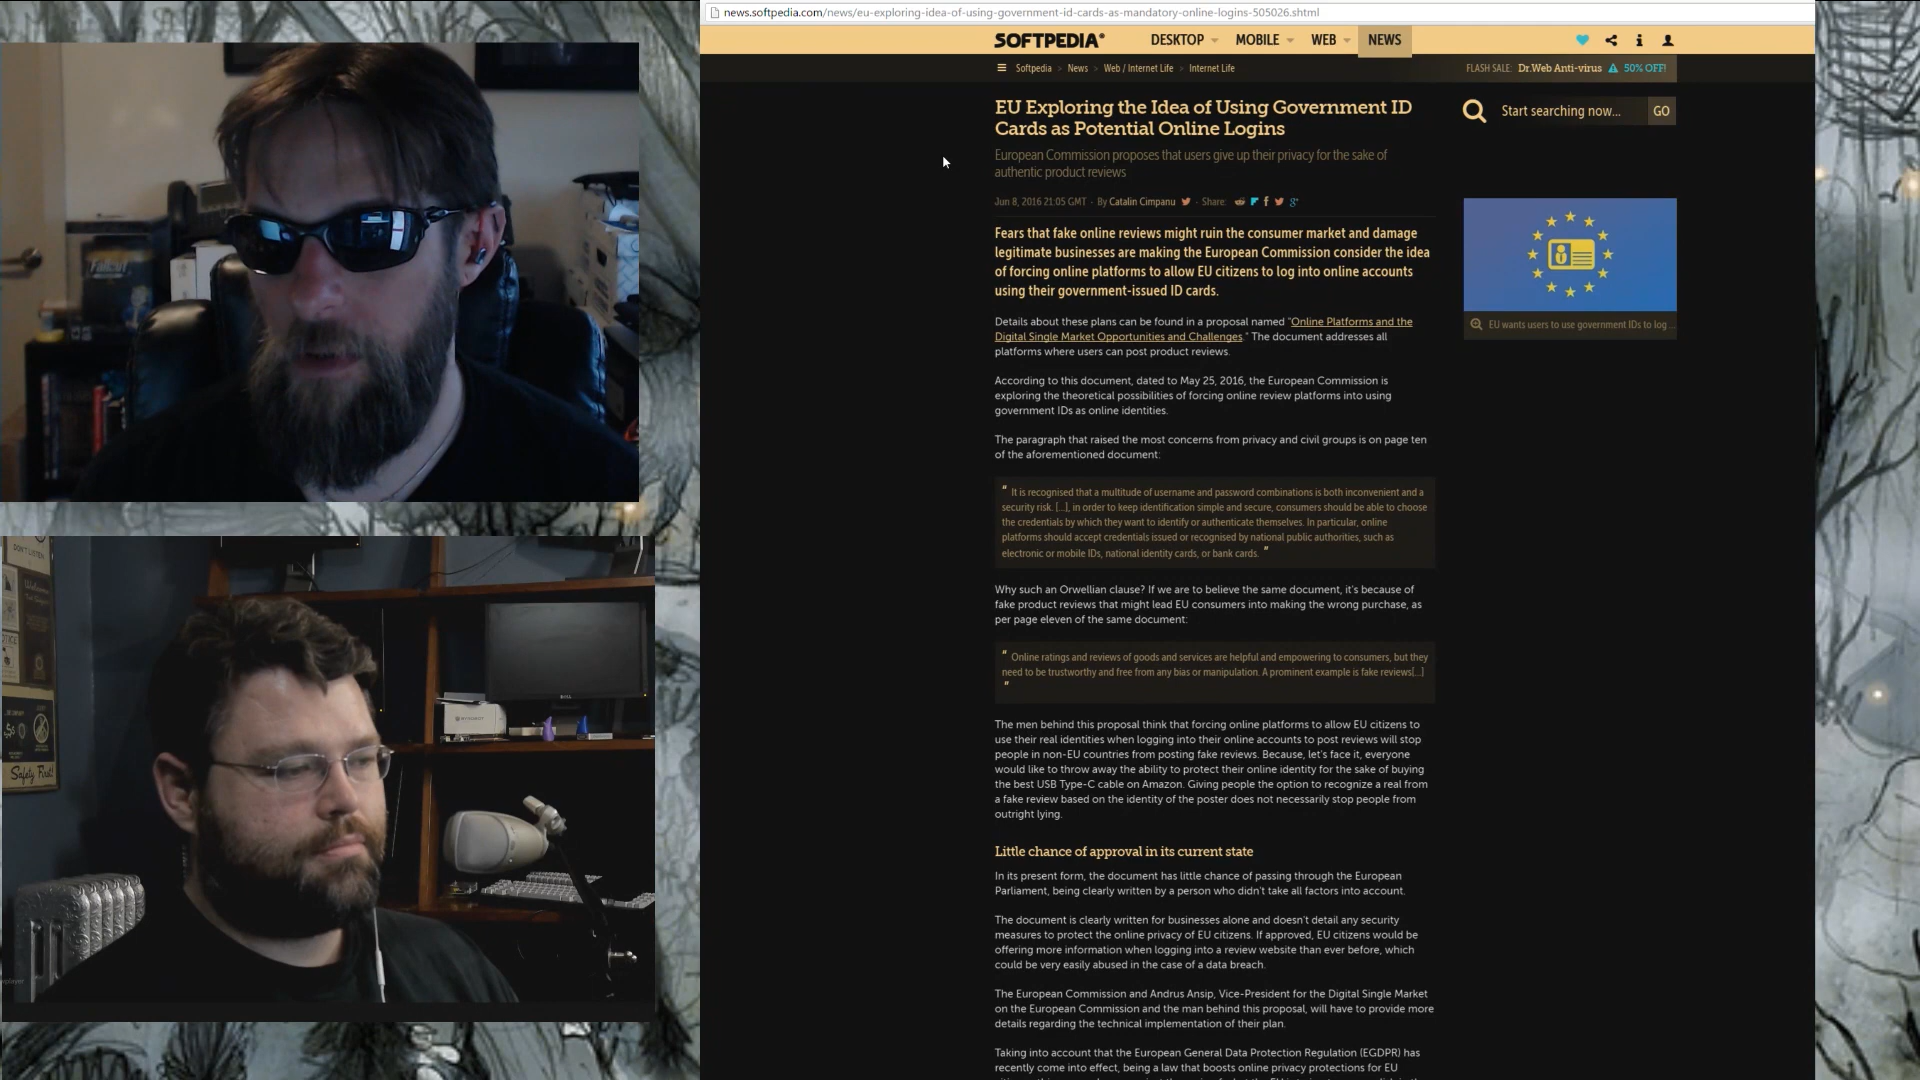 news.softpedia.com/news/eu-exploring-idea-of-using-government-id-cards-as-mandatory-online-logins-505026.shtml
SOFTPEDIA®
DESKTOP
MOBILE
WEB
NEWS
Softpedia > News > Web / Internet Life > Internet Life
FLASH SALE: Dr.Web Anti-virus 50% OFF!
EU Exploring the Idea of Using Government ID
Cards as Potential Online Logins
European Commission proposes that users give up their privacy for the sake of
authentic product reviews
Jun 8, 2016 21:05 GMT · By Catalin Cimpanu · Share:
Start searching now...
GO
Fears that fake online reviews might ruin the consumer market and damage
legitimate businesses are making the European Commission consider the idea
of forcing online platforms to allow EU citizens to log into online accounts
using their government-issued ID cards.
EU wants users to use government IDs to log ...
Details about these plans can be found in a proposal named "Online Platforms and the
Digital Single Market Opportunities and Challenges." The document addresses all
platforms where users can post product reviews.
According to this document, dated to May 25, 2016, the European Commission is
exploring the theoretical possibilities of forcing online review platforms into using
government IDs as online identities.
The paragraph that raised the most concerns from privacy and civil groups is on page ten
of the aforementioned document:
" It is recognised that a multitude of username and password combinations is both inconvenient and a
security risk. [...], in order to keep identification simple and secure, consumers should be able to choose
the credentials by which they want to identify or authenticate themselves. In particular, online
platforms should accept credentials issued or recognised by national public authorities, such as
electronic or mobile IDs, national identity cards, or bank cards. "
Why such an Orwellian clause? If we are to believe the same document, it's because of
fake product reviews that might lead EU consumers into making the wrong purchase, as
per page eleven of the same document:
" Online ratings and reviews of goods and services are helpful and empowering to consumers, but they
need to be trustworthy and free from any bias or manipulation. A prominent example is fake reviews[...]
"
The men behind this proposal think that forcing online platforms to allow EU citizens to
use their real identities when logging into their online accounts to post reviews will stop
people in non-EU countries from posting fake reviews. Because, let's face it, everyone
would like to throw away the ability to protect their online identity for the sake of buying
the best USB Type-C cable on Amazon. Giving people the option to recognize a real from
a fake review based on the identity of the poster does not necessarily stop people from
outright lying.
Little chance of approval in its current state
In its present form, the document has little chance of passing through the European
Parliament, being clearly written by a person who didn't take all factors into account.
The document is clearly written for businesses alone and doesn't detail any security
measures to protect the online privacy of EU citizens. If approved, EU citizens would be
offering more information when logging into a review website than ever before, which
could be very easily abused in the case of a data breach.
The European Commission and Andrus Ansip, Vice-President for the Digital Single Market
on the European Commission and the man behind this proposal, will have to provide more
details regarding the technical implementation of their plan.
Taking into account that the European General Data Protection Regulation (EGDPR) has
recently come into effect, being a law that boosts online privacy protections for EU
Fallout
DON'T LISTEN
Safety First!
DELL